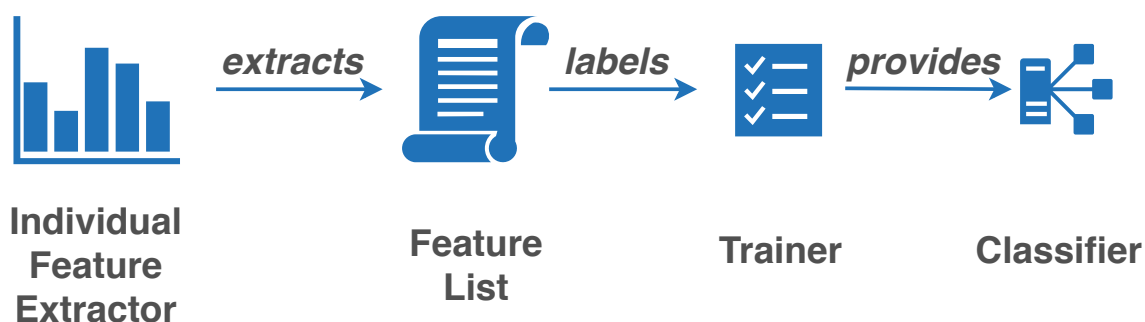 extracts
labels
provides
Individual
Feature
Extractor
Feature
List
Trainer
Classifier